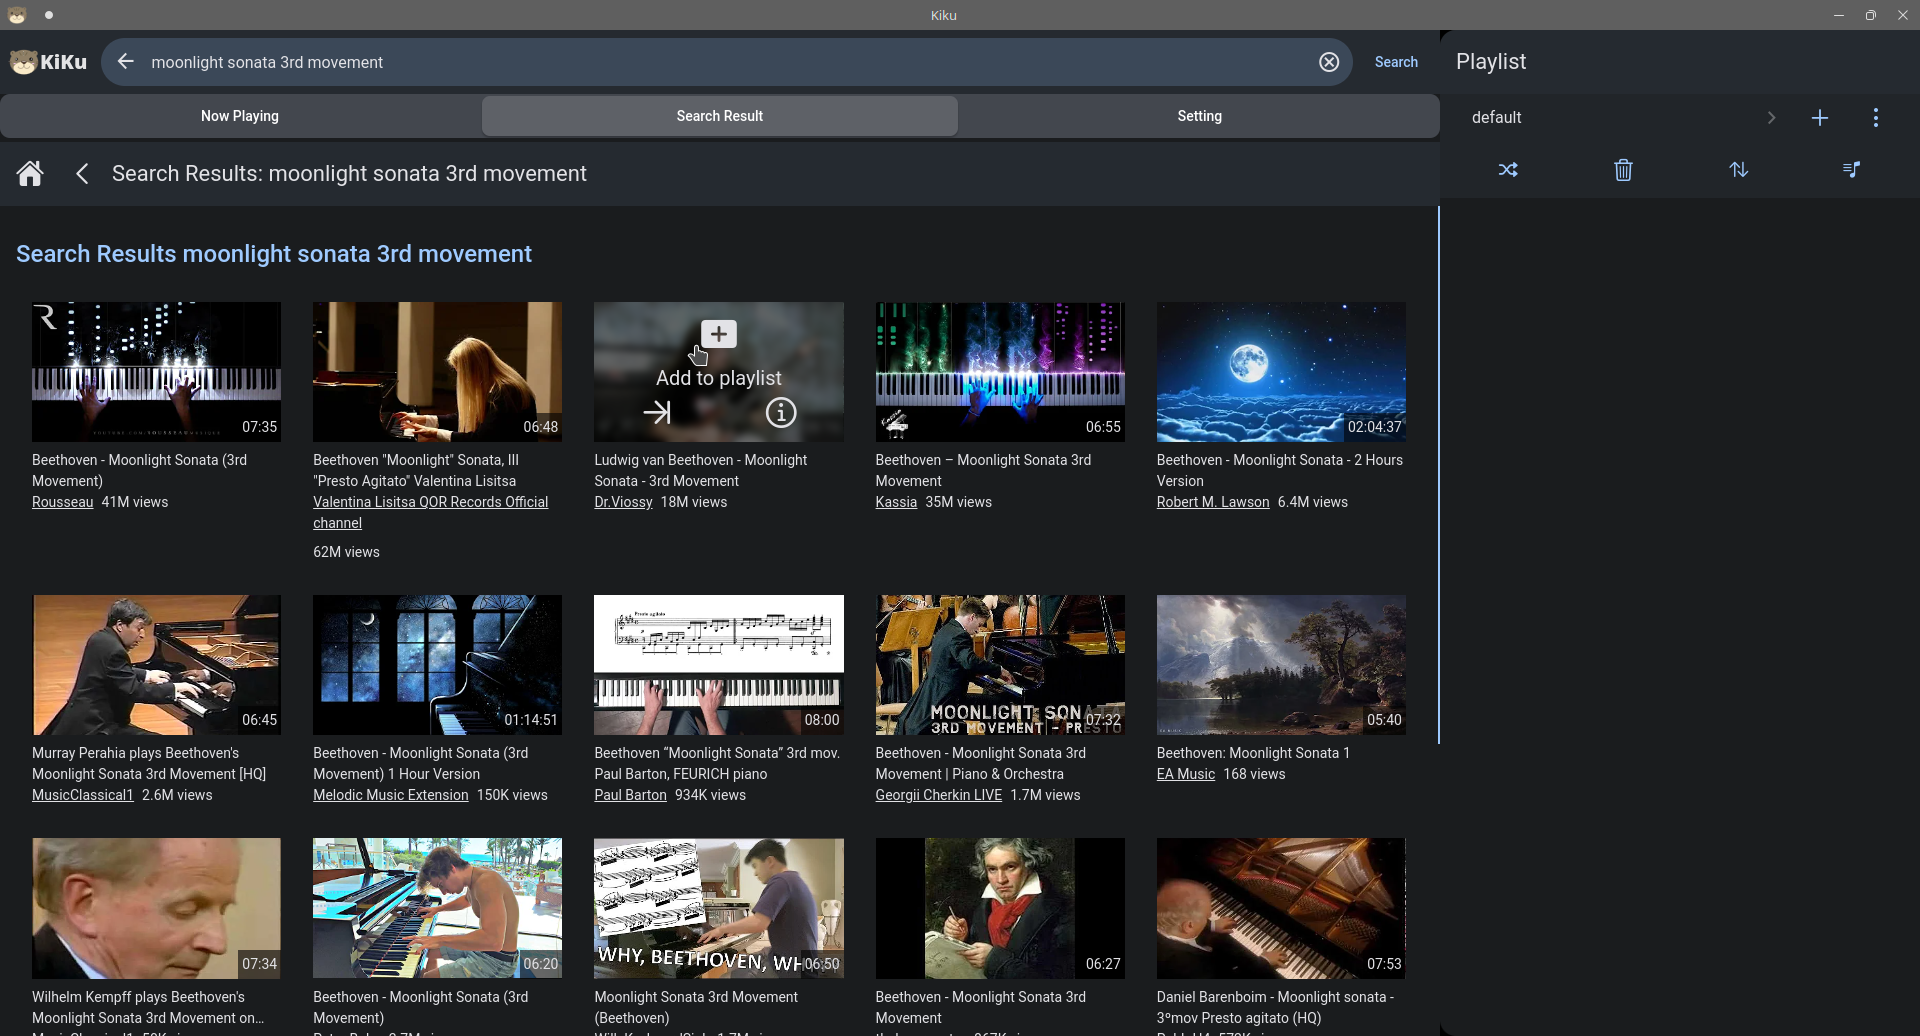 Kiku
KiKu
moonlight sonata 3rd movement
Search
Playlist
Now Playing
Search Result
Setting
default
Search Results: moonlight sonata 3rd movement
Search Results moonlight sonata 3rd movement
R
07:35
06:48
Add to playlist
06:55
02:04:37
Beethoven - Moonlight Sonata (3rd
Movement)
Rousseau 41M views
Beethoven "Moonlight" Sonata, III
"Presto Agitato" Valentina Lisitsa
Valentina Lisitsa QOR Records Official
channel
62M views
Ludwig van Beethoven - Moonlight
Sonata - 3rd Movement
Dr.Viossy 18M views
Beethoven – Moonlight Sonata 3rd
Movement
Kassia 35M views
Beethoven - Moonlight Sonata - 2 Hours
Version
Robert M. Lawson 6.4M views
06:45
01:14:51
Presto agitato
08:00
MOONLIGHT SON
3RD MOVEMENT - PRESTO
07:32
05:40
Murray Perahia plays Beethoven's
Moonlight Sonata 3rd Movement [HQ]
MusicClassical1 2.6M views
Beethoven - Moonlight Sonata (3rd
Movement) 1 Hour Version
Melodic Music Extension 150K views
Beethoven “Moonlight Sonata” 3rd mov.
Paul Barton, FEURICH piano
Paul Barton 934K views
Beethoven - Moonlight Sonata 3rd
Movement | Piano & Orchestra
Georgii Cherkin LIVE 1.7M views
Beethoven: Moonlight Sonata 1
EA Music 168 views
07:34
06:20
WHY, BEETHOVEN, WH
06:50
06:27
07:53
Wilhelm Kempff plays Beethoven's
Moonlight Sonata 3rd Movement on...
Beethoven - Moonlight Sonata (3rd
Movement)
Moonlight Sonata 3rd Movement
(Beethoven)
Beethoven - Moonlight Sonata 3rd
Movement
Daniel Barenboim - Moonlight sonata -
3ºmov Presto agitato (HQ)